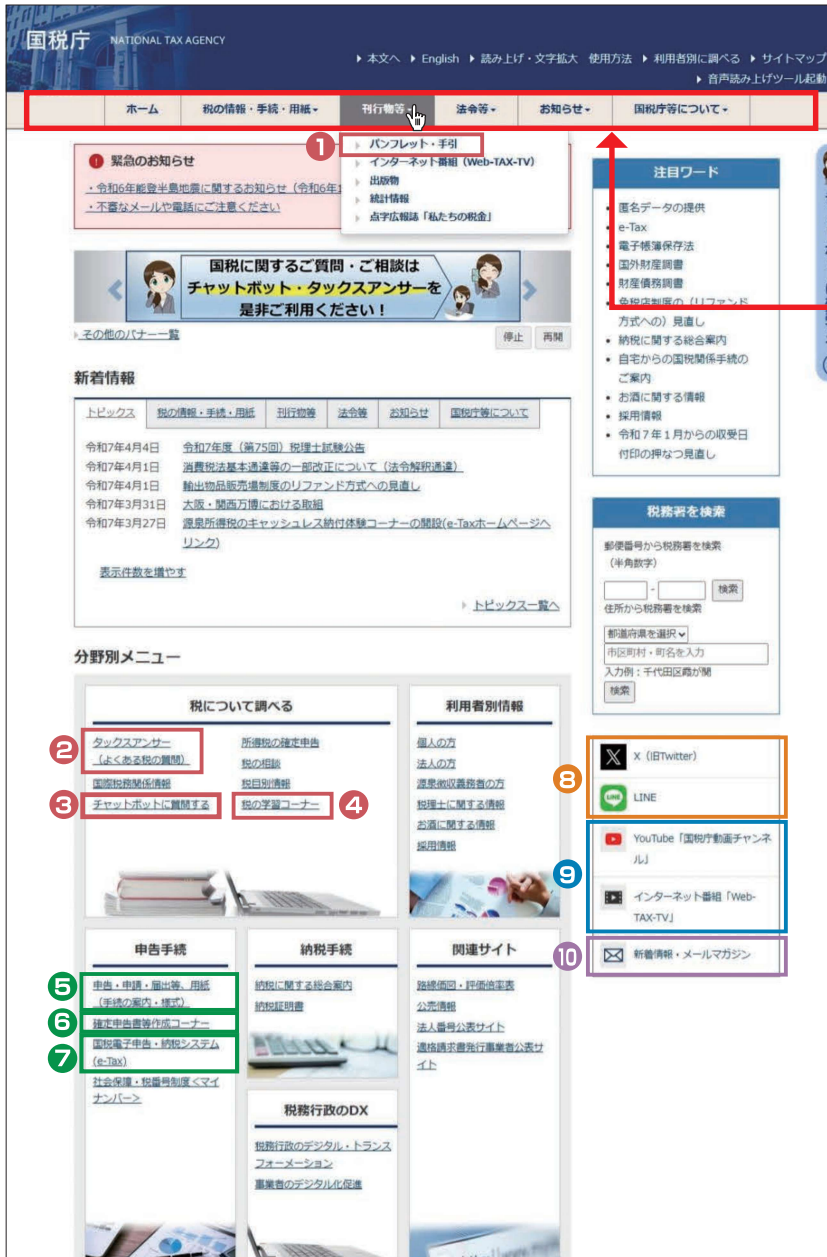 国税庁 NATIONAL TAX AGENCY
本文へ English 読み上げ・文字拡大 使用方法 利用者別に調べる サイトマップ
音声読み上げツール起動
ホーム 税の情報・手続・用紙 刊行物等 法令等 お知らせ 国税庁等について
1
パンフレット・手引
インターネット番組（Web-TAX-TV）
出版物
統計情報
点字広報誌「私たちの税金」
緊急のお知らせ
・令和6年能登半島地震に関するお知らせ（令和6年
・不審なメールや電話にご注意ください
国税に関するご質問・ご相談は
チャットボット・タックスアンサーを
是非ご利用ください！
その他のバナー一覧
停止 再開
新着情報
トピックス 税の情報・手続・用紙 刊行物等 法令等 お知らせ 国税庁等について
令和7年4月4日 令和7年度（第75回）税理士試験公告
令和7年4月1日 消費税法基本通達等の一部改正について（法令解釈通達）
令和7年4月1日 輸出物品販売場制度のリファンド方式への見直し
令和7年3月31日 大阪・関西万博における取組
令和7年3月27日 源泉所得税のキャッシュレス納付体験コーナーの開設(e-Taxホームページへ
リンク)
表示件数を増やす
トピックス一覧へ
注目ワード
匿名データの提供
e-Tax
電子帳簿保存法
国外財産調書
財産債務調書
免税店制度の（リファンド
方式への）見直し
納税に関する総合案内
自宅からの国税関係手続の
ご案内
お酒に関する情報
採用情報
令和７年１月からの収受日
付印の押なつ見直し
税務署を検索
郵便番号から税務署を検索
（半角数字）
- 検索
住所から税務署を検索
都道府県を選択
市区町村・町名を入力
入力例：千代田区霞が関
検索
分野別メニュー
税について調べる
2
タックスアンサー
（よくある税の質問）
国際税務関係情報
3
チャットボットに質問する
所得税の確定申告
税の相談
税目別情報
税の学習コーナー
4
利用者別情報
個人の方
法人の方
源泉徴収義務者の方
税理士に関する情報
お酒に関する情報
採用情報
8
X（旧Twitter）
LINE
LINE
9
YouTube「国税庁動画チャンネ
ル」
インターネット番組「Web-
TAX-TV」
10
新着情報・メールマガジン
申告手続
5
申告・申請・届出等、用紙
（手続の案内・様式）
6
確定申告書等作成コーナー
7
国税電子申告・納税システム
(e-Tax)
社会保障・税番号制度＜マイ
ナンバー＞
納税手続
納税に関する総合案内
納税証明書
関連サイト
路線価図・評価倍率表
公売情報
法人番号公表サイト
適格請求書発行事業者公表サ
イト
税務行政のDX
税務行政のデジタル・トランス
フォーメーション
事業者のデジタル化促進